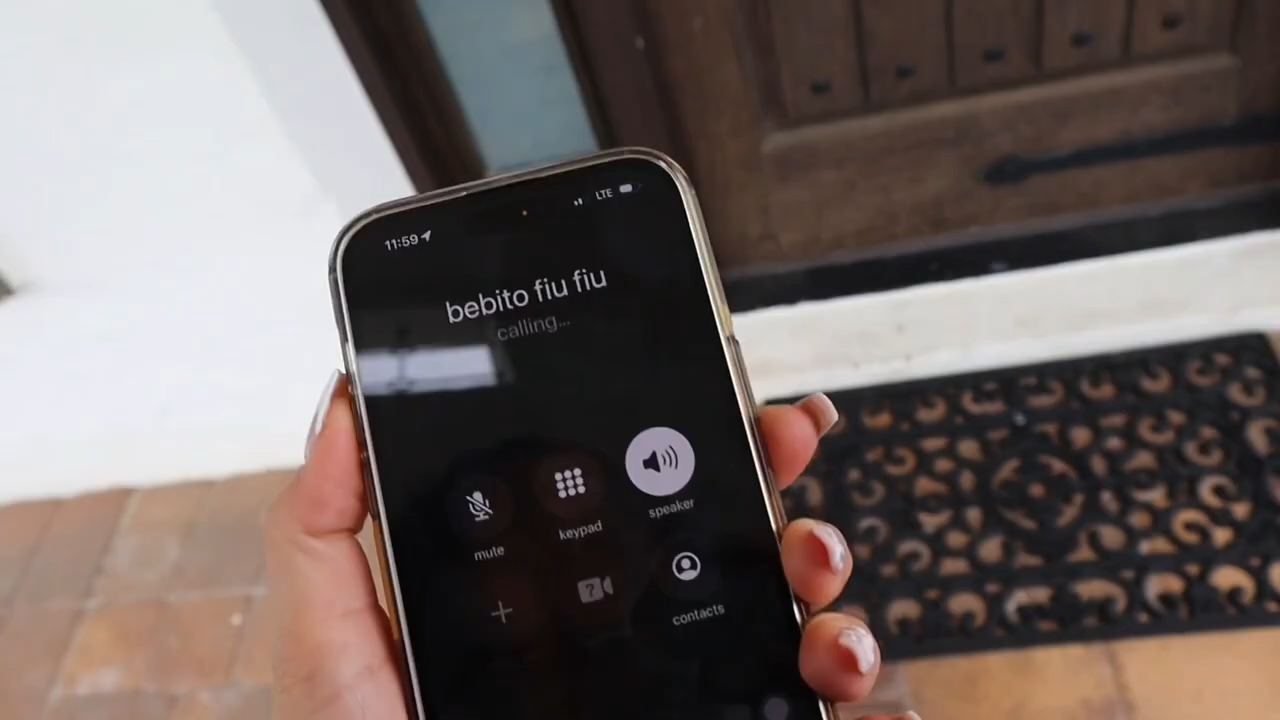 11:59
LTE
bebito fiu fiu
calling...
mute
keypad
speaker
?
contacts